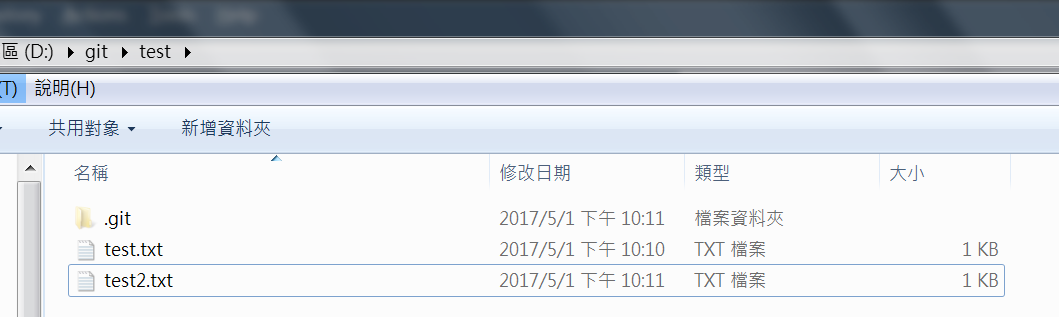 區 (D:) git test
(T) 說明(H)
共用對象 新增資料夾
名稱 修改日期 類型 大小
.git 2017/5/1 下午 10:11 檔案資料夾
test.txt 2017/5/1 下午 10:10 TXT 檔案 1 KB
test2.txt 2017/5/1 下午 10:11 TXT 檔案 1 KB